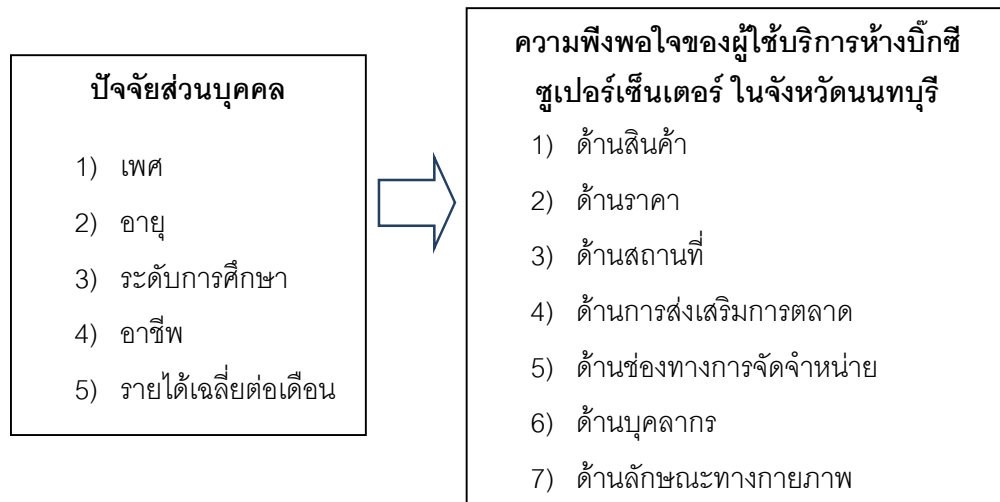 ปัจจัยส่วนบุคคล
1) เพศ
2) อายุ
3) ระดับการศึกษา
4) อาชีพ
5) รายได้เฉลี่ยต่อเดือน
ความพึงพอใจของผู้ใช้บริการห้างบิ๊กซี
ซูเปอร์เซ็นเตอร์ ในจังหวัดนนทบุรี
1) ด้านสินค้า
2) ด้านราคา
3) ด้านสถานที่
4) ด้านการส่งเสริมการตลาด
5) ด้านช่องทางการจัดจำหน่าย
6) ด้านบุคลากร
7) ด้านลักษณะทางกายภาพ